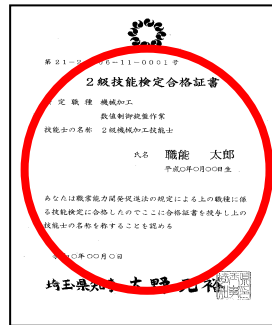 第21-2 06-11-0001号
2級技能検定合格証書
定職種 機械加工
数値制御旋盤作業
技能士の名称 2級機械加工技能士
氏名 職能 太郎
平成○年○月○○日生
あなたは職業能力開発促進法の規定による上の職種に係
る技能検定に合格したのでここに合格証書を授与し上の
技能士の名称を称することを認める
○年○○月○日
埼玉県知事 大野元裕